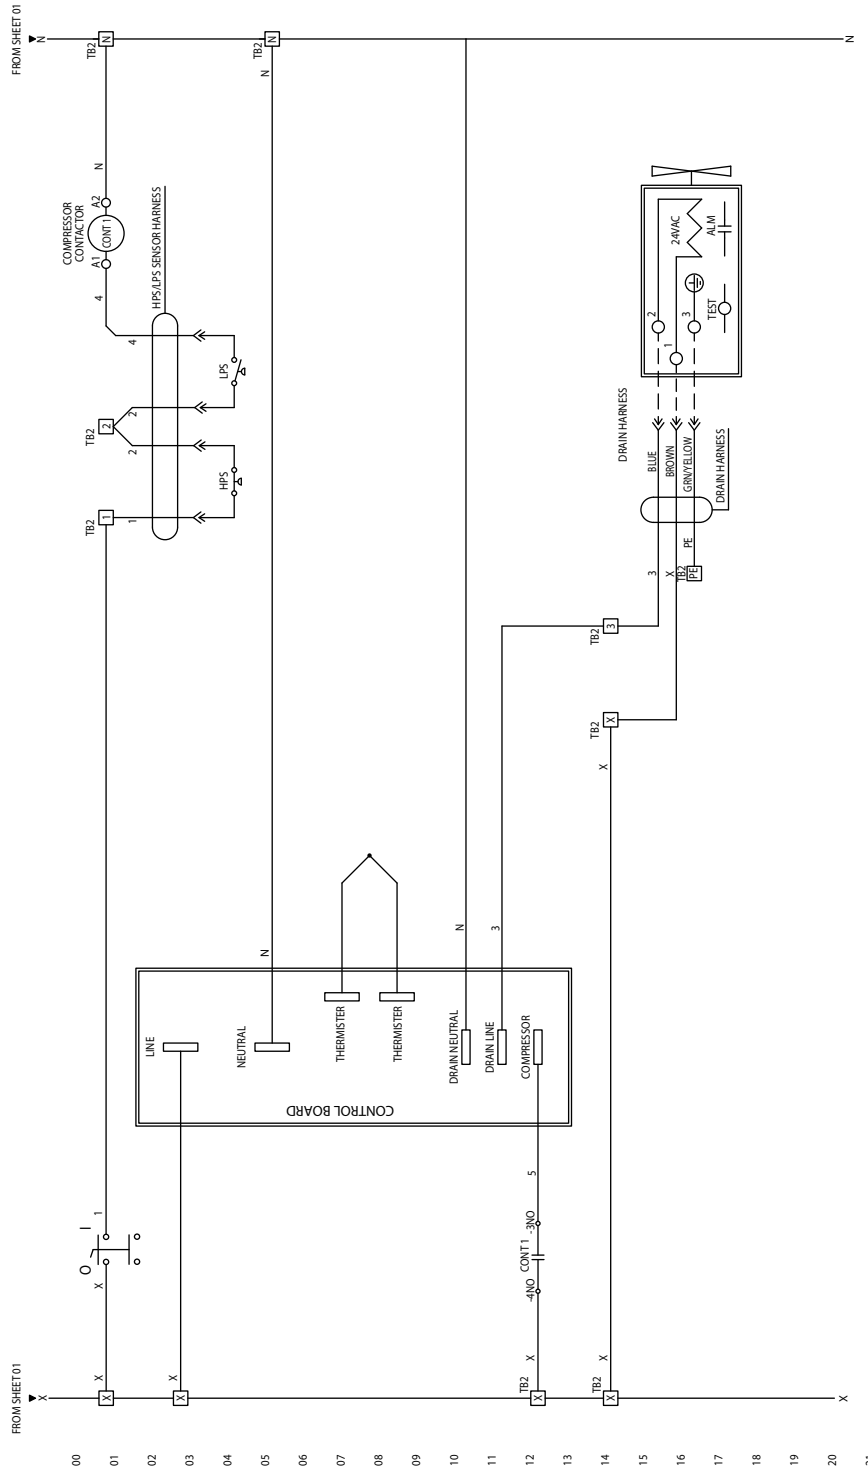 FROM SHEET 01
FROM SHEET 01
X
N
00
COMPRESSOR
CONTACTOR
O
I
TB2
TB2
TB2
X
X
X
1
1
2
4
A1
CONT 1
A2
N
N
01
1
2
2
4
02
HPS/LPS SENSOR HARNESS
LINE
X
X
03
04
HPS
LPS
05
NEUTRAL
N
N
N
TB2
06
CONTROL BOARD
07
THERMISTER
08
THERMISTER
09
10
DRAIN NEUTRAL
N
11
DRAIN LINE
3
12
TB2
X
X
-4NO
CONT 1
-3NO
5
COMPRESSOR
13
14
TB2
X
X
X
TB2
X
TB2
3
DRAIN HARNESS
15
3
BLUE
2
16
X
BROWN
1
24VAC
TB2
PE
PE
GRN/YELLOW
3
17
DRAIN HARNESS
TEST
ALM
18
19
20
X
N